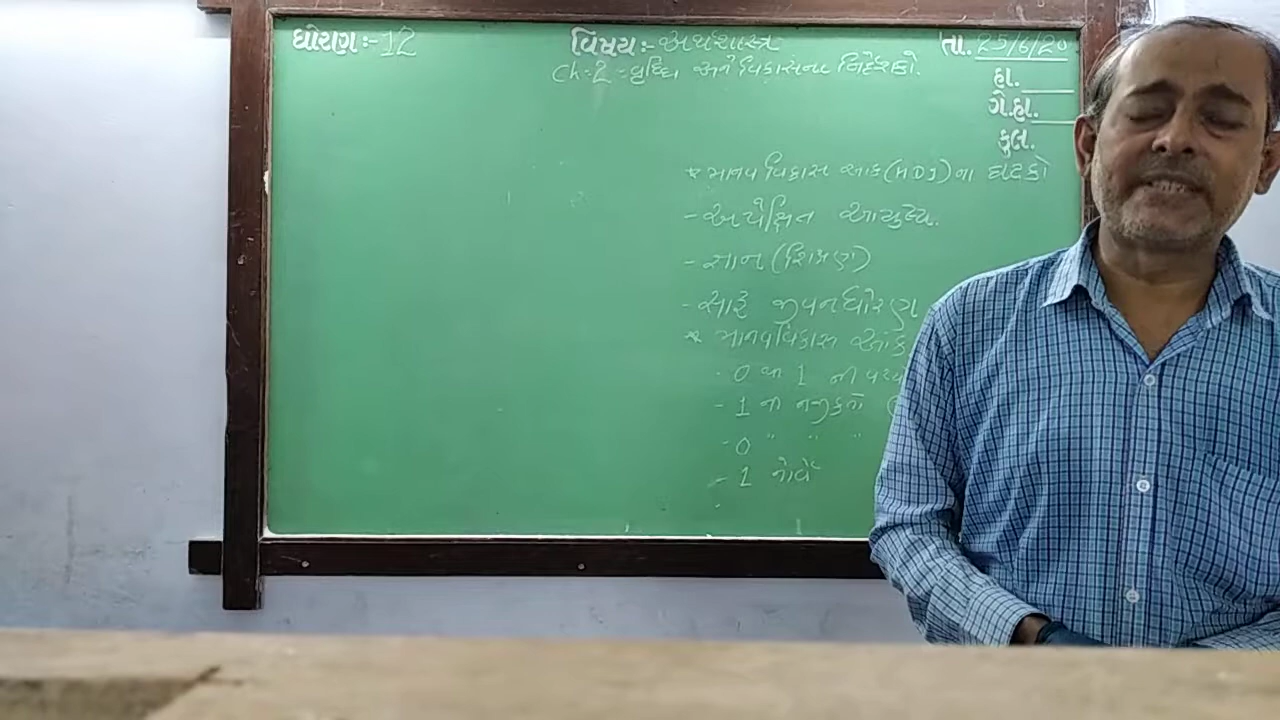 ધોરણ:- 12
વિષય:- અર્થશાસ્ત્ર
Ch-2 - વૃદ્ધિ અને વિકાસના નિર્દેશકો.
તા. 25/6/20
હા.
ગે.હા.
કુલ.
* માનવ વિકાસ આંક (HDI) ના ઘટકો
- અપેક્ષિત આયુષ્ય.
- જ્ઞાન (શિક્ષણ)
- સારું જીવનધોરણ
* માનવવિકાસ આંક
- 0 થી 1 ની
- 1 ની નજીકનો
- 0 " " "
- 1 નોર્વે